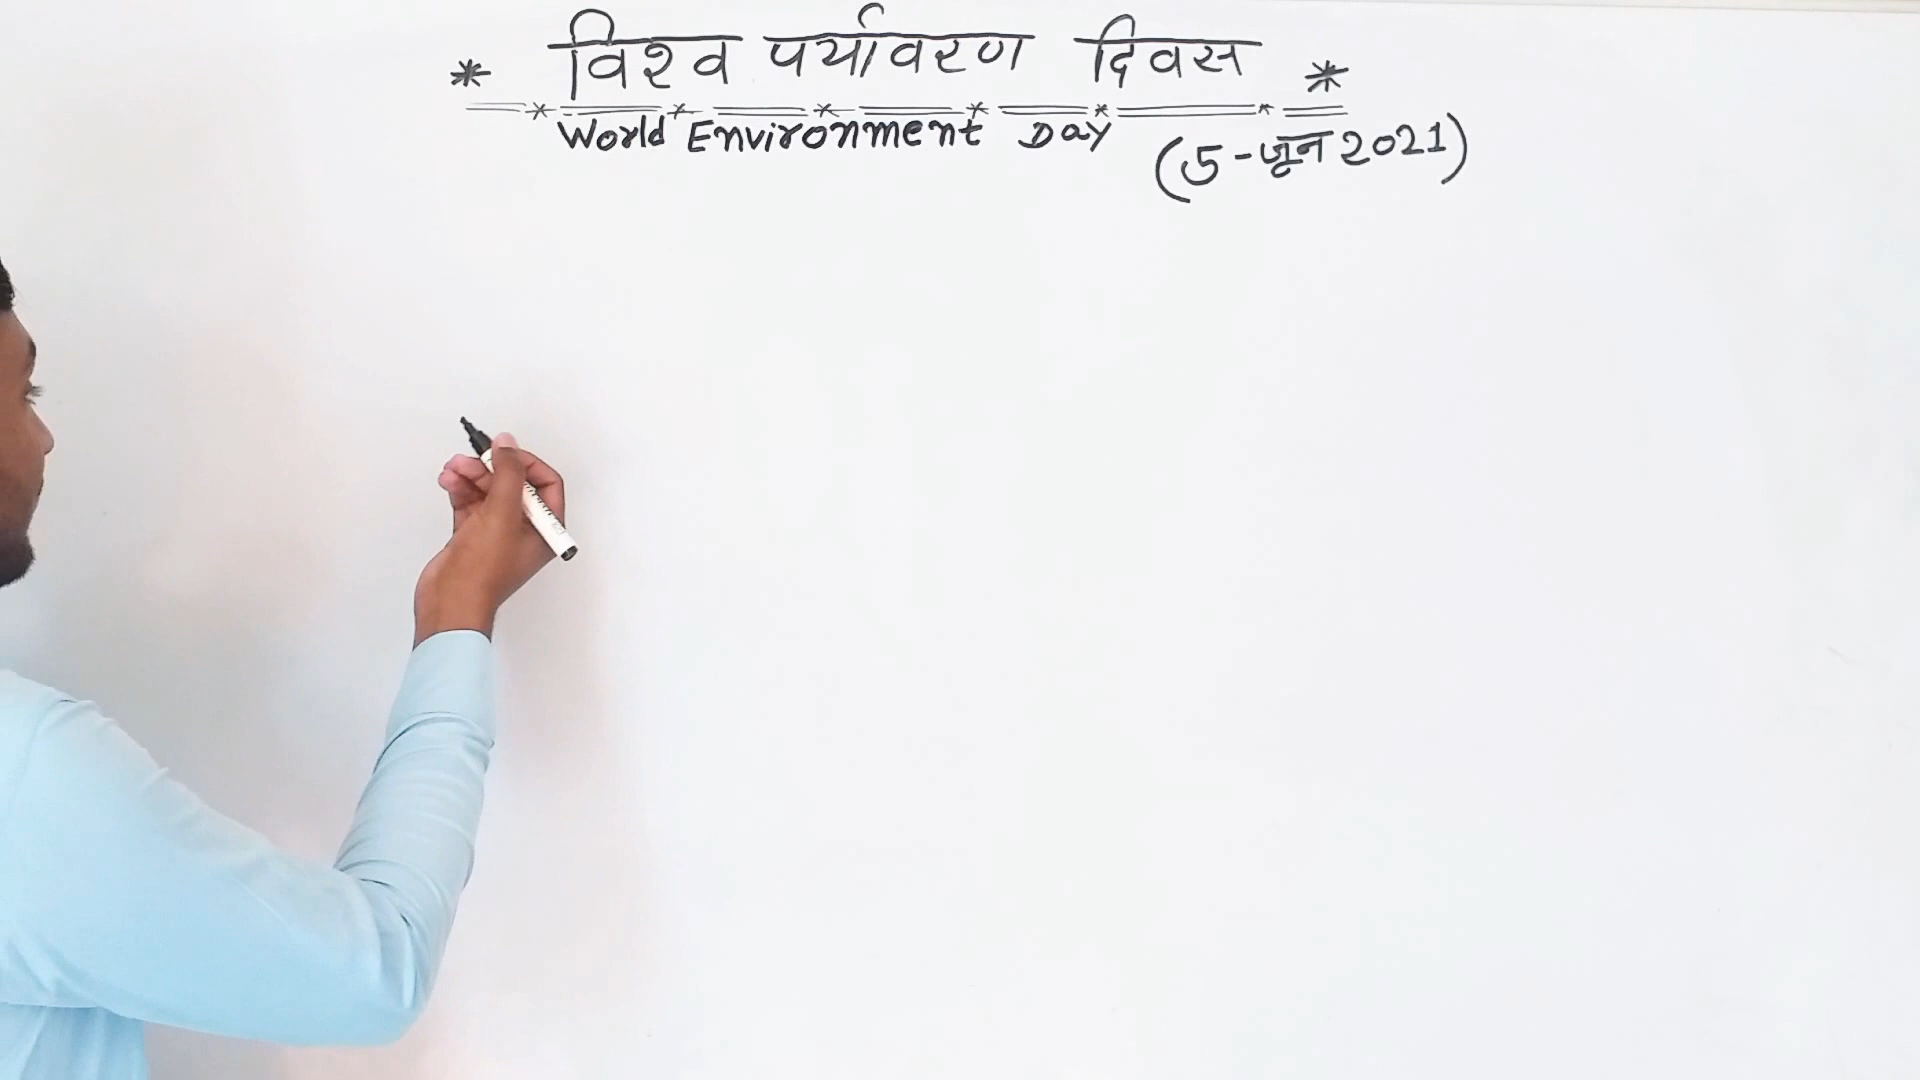 * विश्व पर्यावरण दिवस *
World Environment Day
(5-जून 2021)